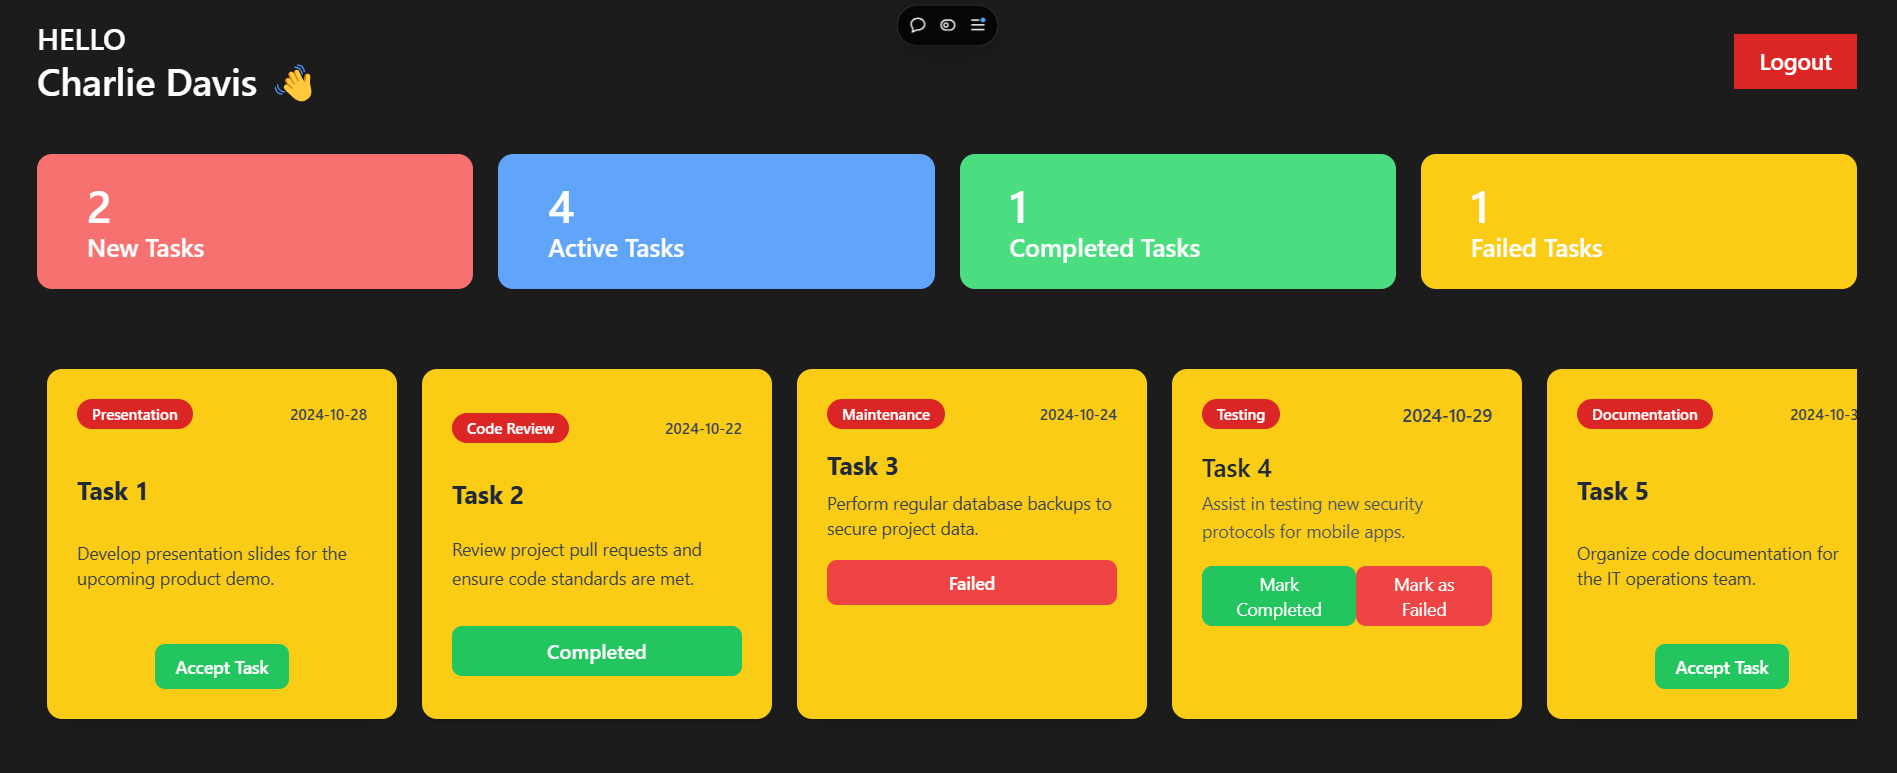 HELLO
Charlie Davis 👋
Logout
2
New Tasks
4
Active Tasks
1
Completed Tasks
1
Failed Tasks
Presentation 2024-10-28
Task 1
Develop presentation slides for the
upcoming product demo.
Accept Task
Code Review 2024-10-22
Task 2
Review project pull requests and
ensure code standards are met.
Completed
Maintenance 2024-10-24
Task 3
Perform regular database backups to
secure project data.
Failed
Testing 2024-10-29
Task 4
Assist in testing new security
protocols for mobile apps.
Mark
Completed
Mark as
Failed
Documentation 2024-10-3
Task 5
Organize code documentation for
the IT operations team.
Accept Task